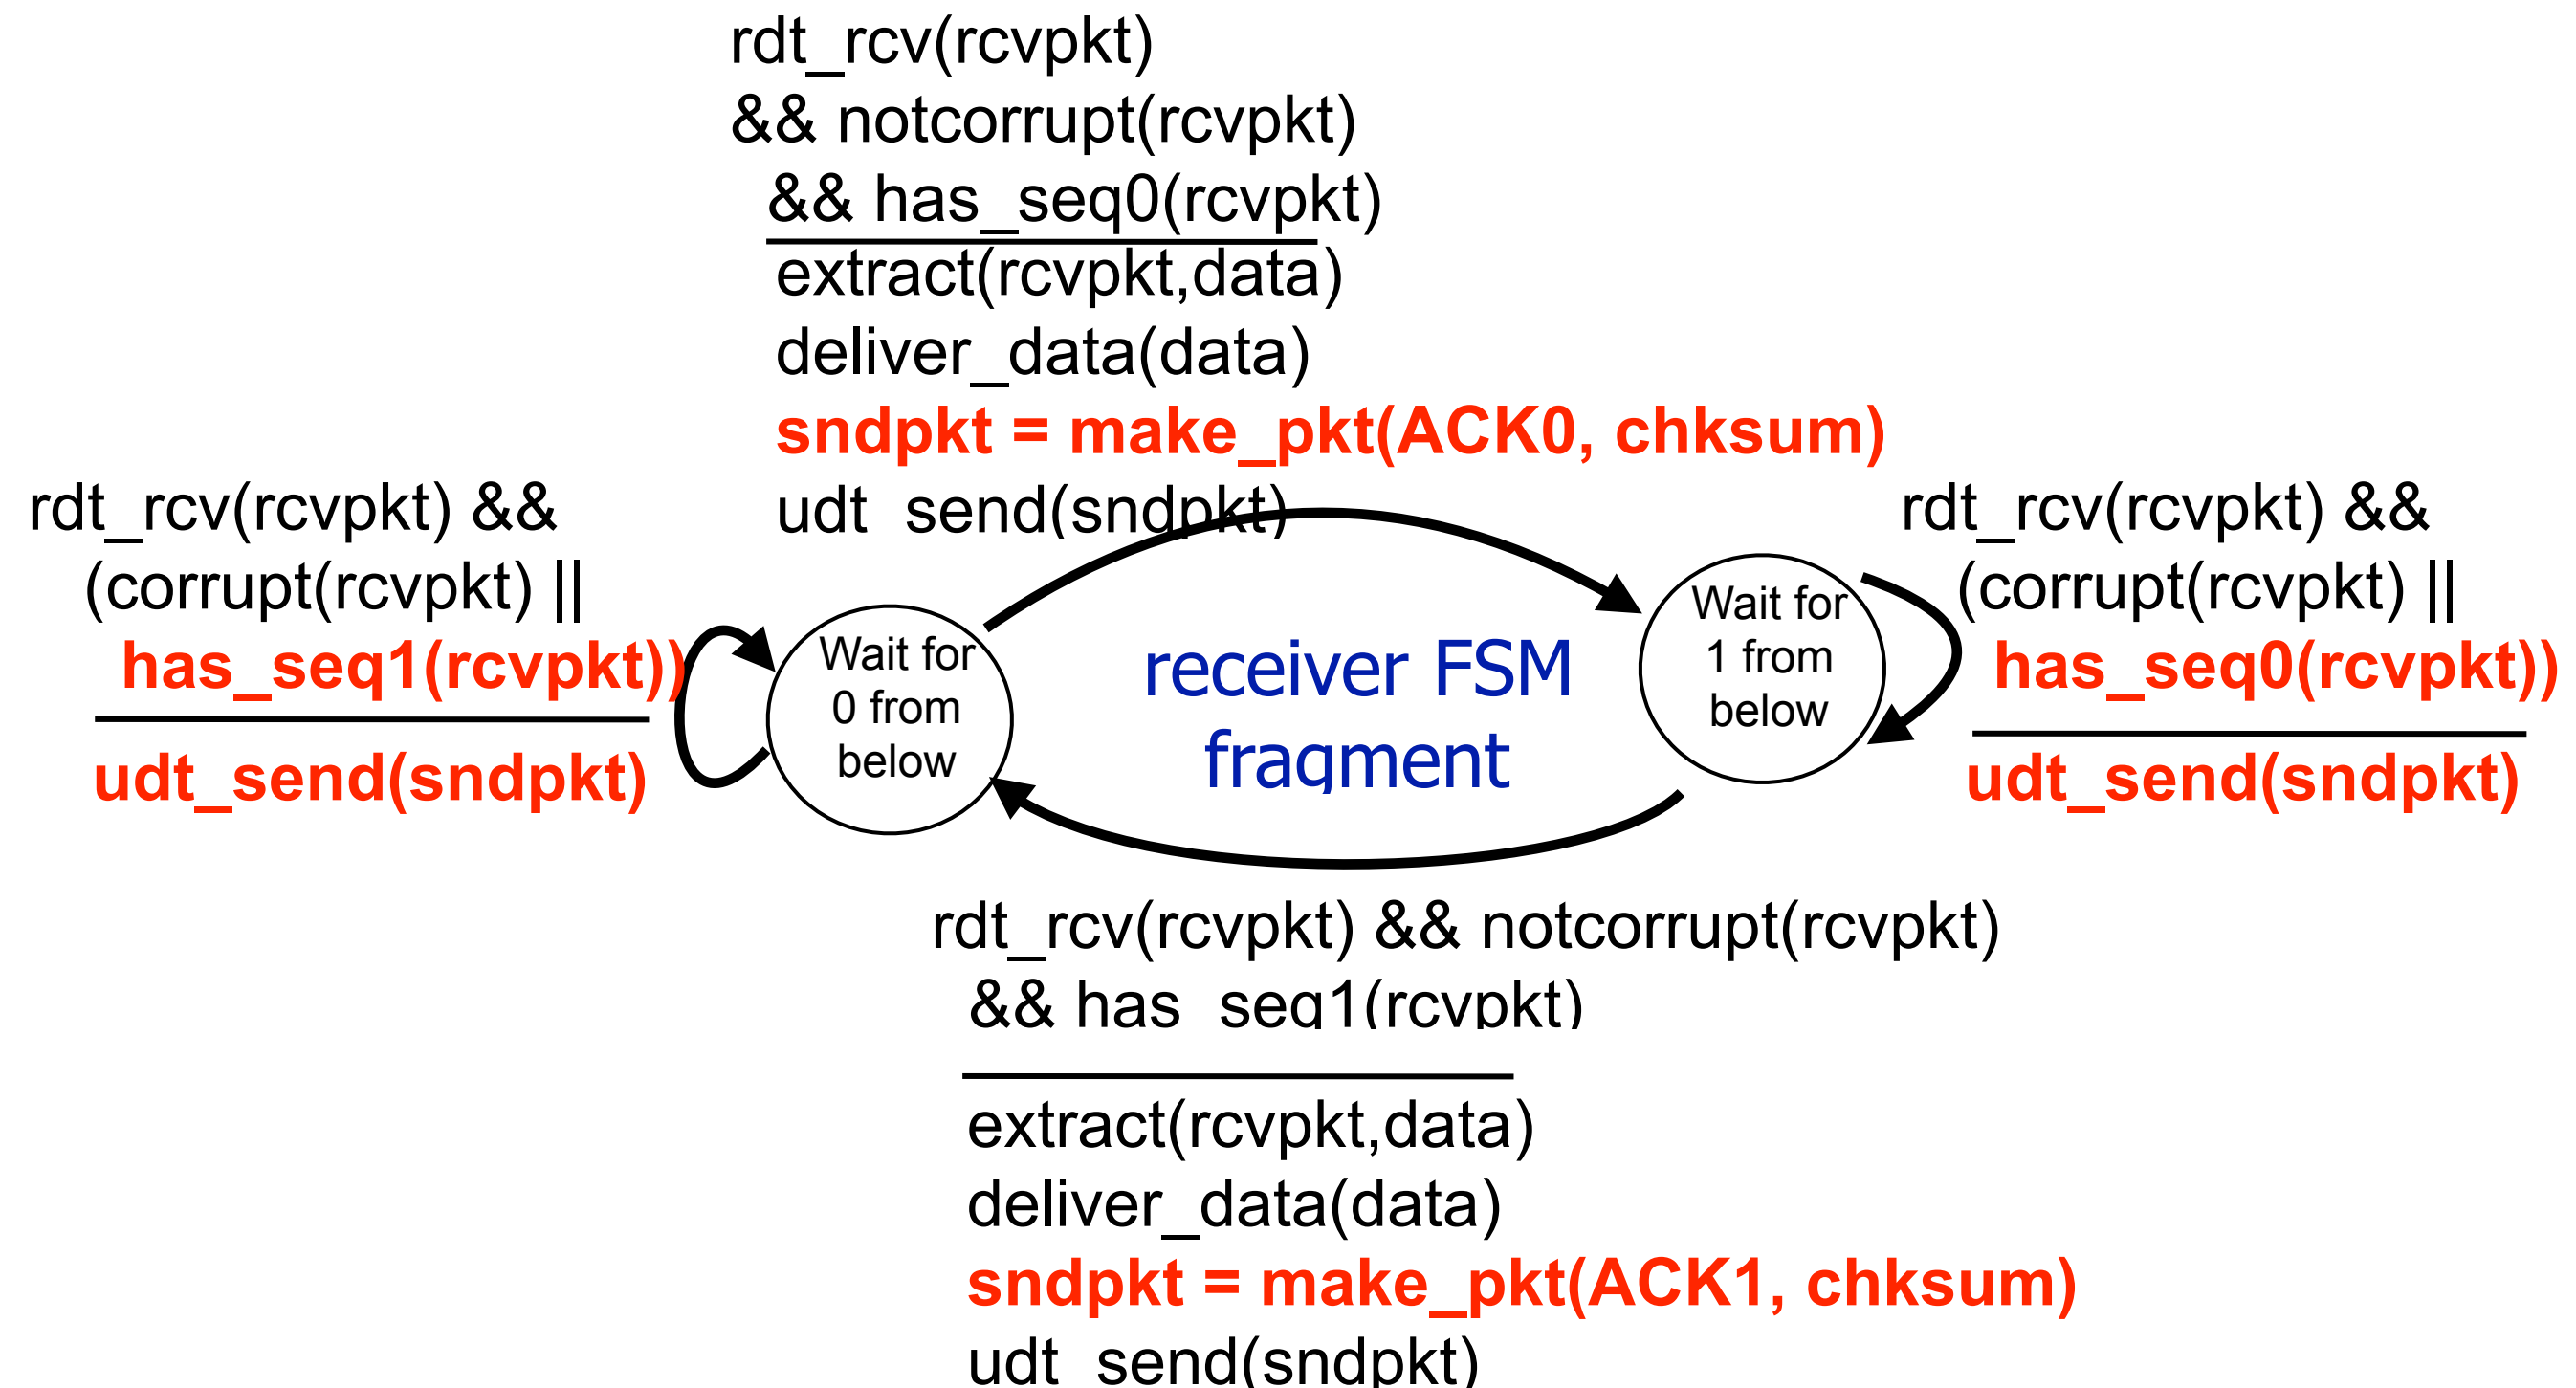 rdt_rcv(rcvpkt)
&& notcorrupt(rcvpkt)
&& has_seq0(rcvpkt)
extract(rcvpkt,data)
deliver_data(data)
sndpkt = make_pkt(ACK0, chksum)
udt_send(sndpkt)
rdt_rcv(rcvpkt) &&
(corrupt(rcvpkt) ||
has_seq1(rcvpkt))
udt_send(sndpkt)
Wait for
0 from
below
receiver FSM
fragment
Wait for
1 from
below
rdt_rcv(rcvpkt) &&
(corrupt(rcvpkt) ||
has_seq0(rcvpkt))
udt_send(sndpkt)
rdt_rcv(rcvpkt) && notcorrupt(rcvpkt)
&& has_seq1(rcvpkt)
extract(rcvpkt,data)
deliver_data(data)
sndpkt = make_pkt(ACK1, chksum)
udt_send(sndpkt)